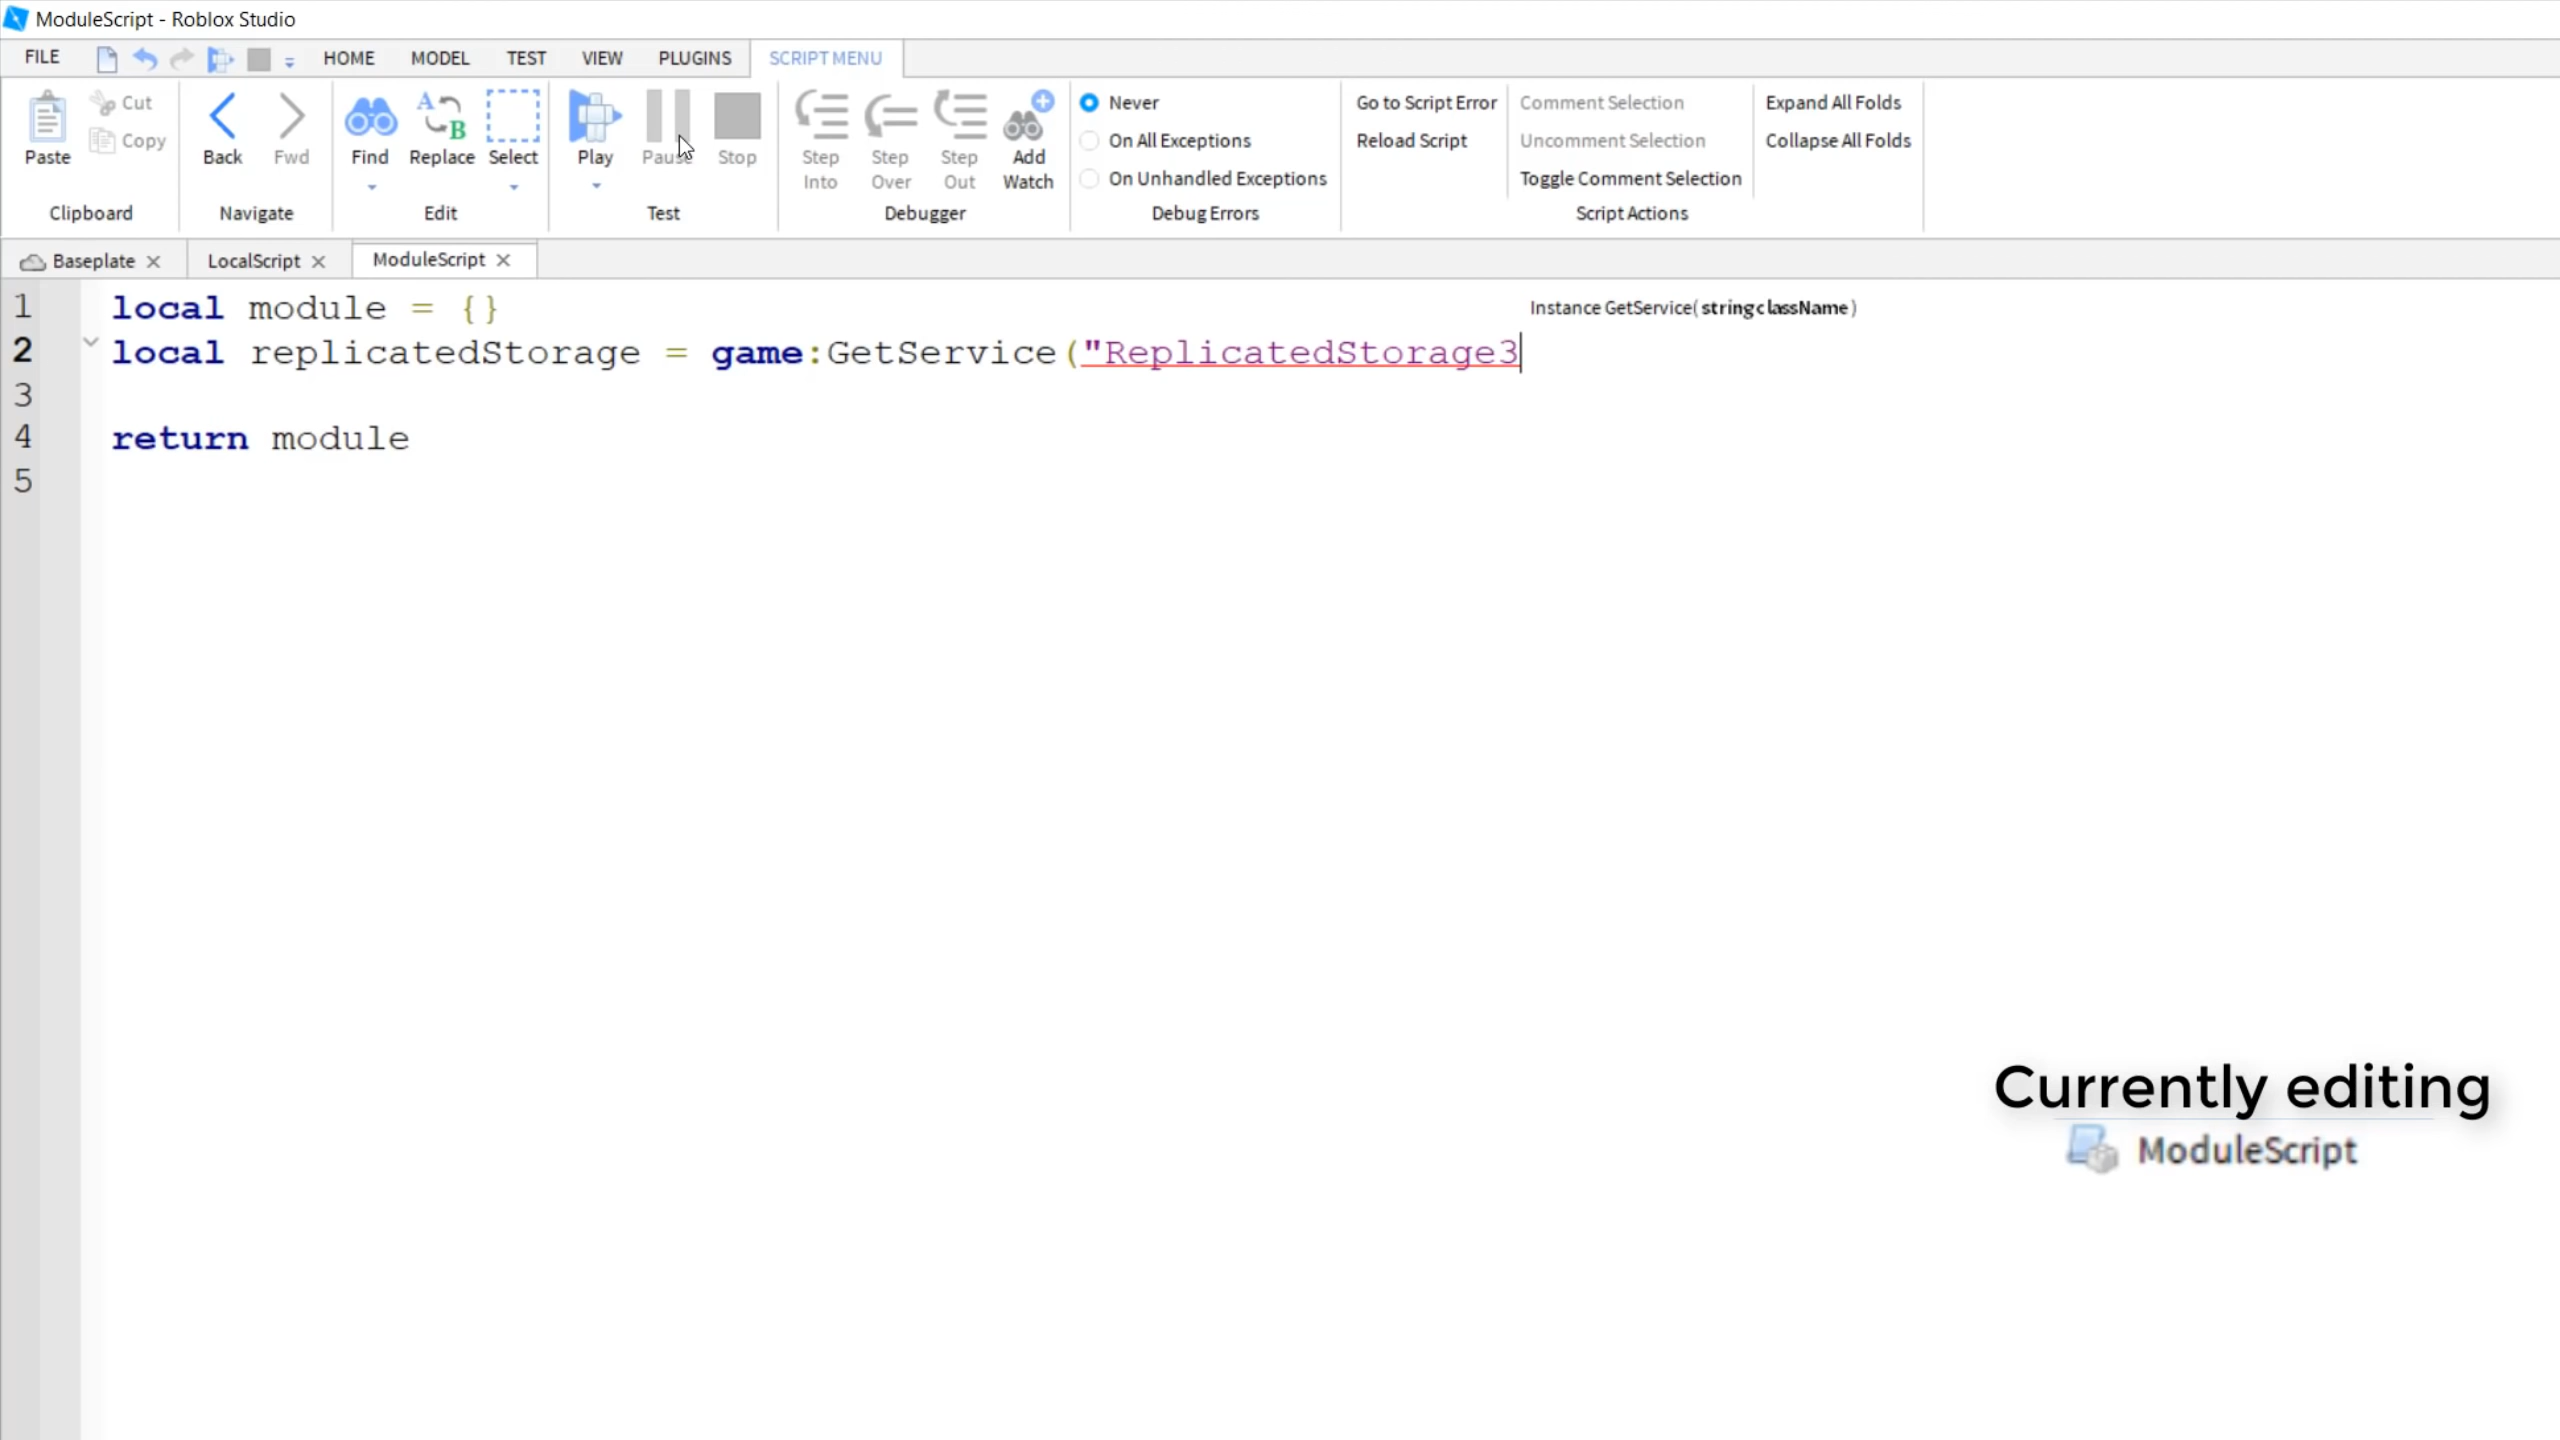 ModuleScript - Roblox Studio
FILE HOME MODEL TEST VIEW PLUGINS SCRIPT MENU
Paste Cut Copy Back Fwd Find Replace Select Play Pause Stop Step Into Step Over Step Out Add Watch
Never
On All Exceptions
On Unhandled Exceptions
Go to Script Error
Reload Script
Comment Selection
Uncomment Selection
Toggle Comment Selection
Expand All Folds
Collapse All Folds
Clipboard Navigate Edit Test Debugger Debug Errors Script Actions
Baseplate LocalScript ModuleScript
1 local module = {}
Instance GetService(string className)
2 local replicatedStorage = game:GetService("ReplicatedStorage3
3
4 return module
5
Currently editing
ModuleScript